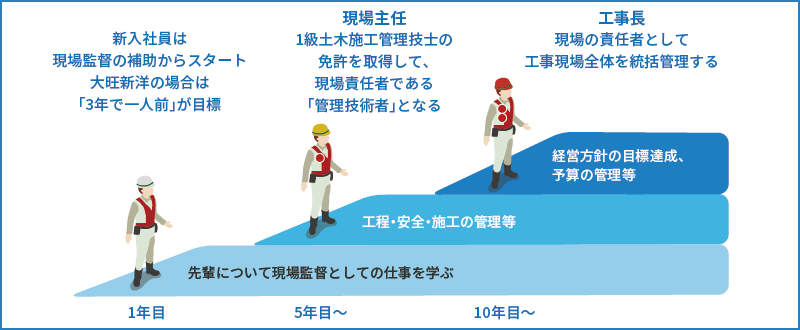 新入社員は
現場監督の補助からスタート
大旺新洋の場合は
「3年で一人前」が目標
現場主任
1級土木施工管理技士の
免許を取得して、
現場責任者である
「管理技術者」となる
工事長
現場の責任者として
工事現場全体を統括管理する
経営方針の目標達成、
予算の管理等
工程・安全・施工の管理等
先輩について現場監督としての仕事を学ぶ
1年目
5年目～
10年目～